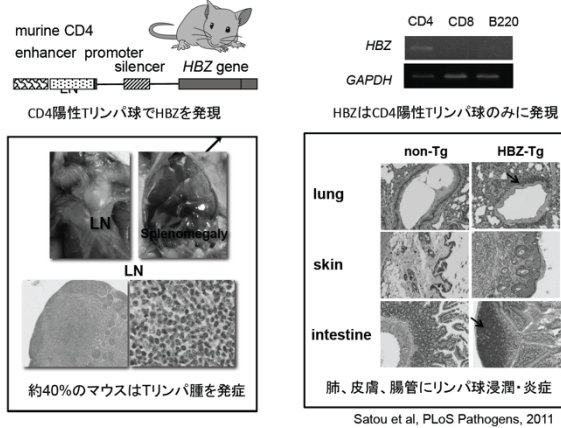 murine CD4
enhancer promoter
silencer
HBZ gene
LN
CD4陽性Tリンパ球でHBZを発現
CD4 CD8 B220
HBZ
GAPDH
HBZはCD4陽性Tリンパ球のみに発現
LN
Splenomegaly
LN
約40%のマウスはTリンパ腫を発症
non-Tg HBZ-Tg
lung
skin
intestine
肺、皮膚、腸管にリンパ球浸潤・炎症
Satou et al, PLoS Pathogens, 2011